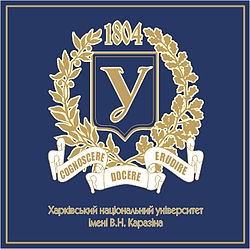 1804
У
COGNOSCERE
DOCERE
ERUDIRE
Харківський національний університет
імені В.Н. Каразіна